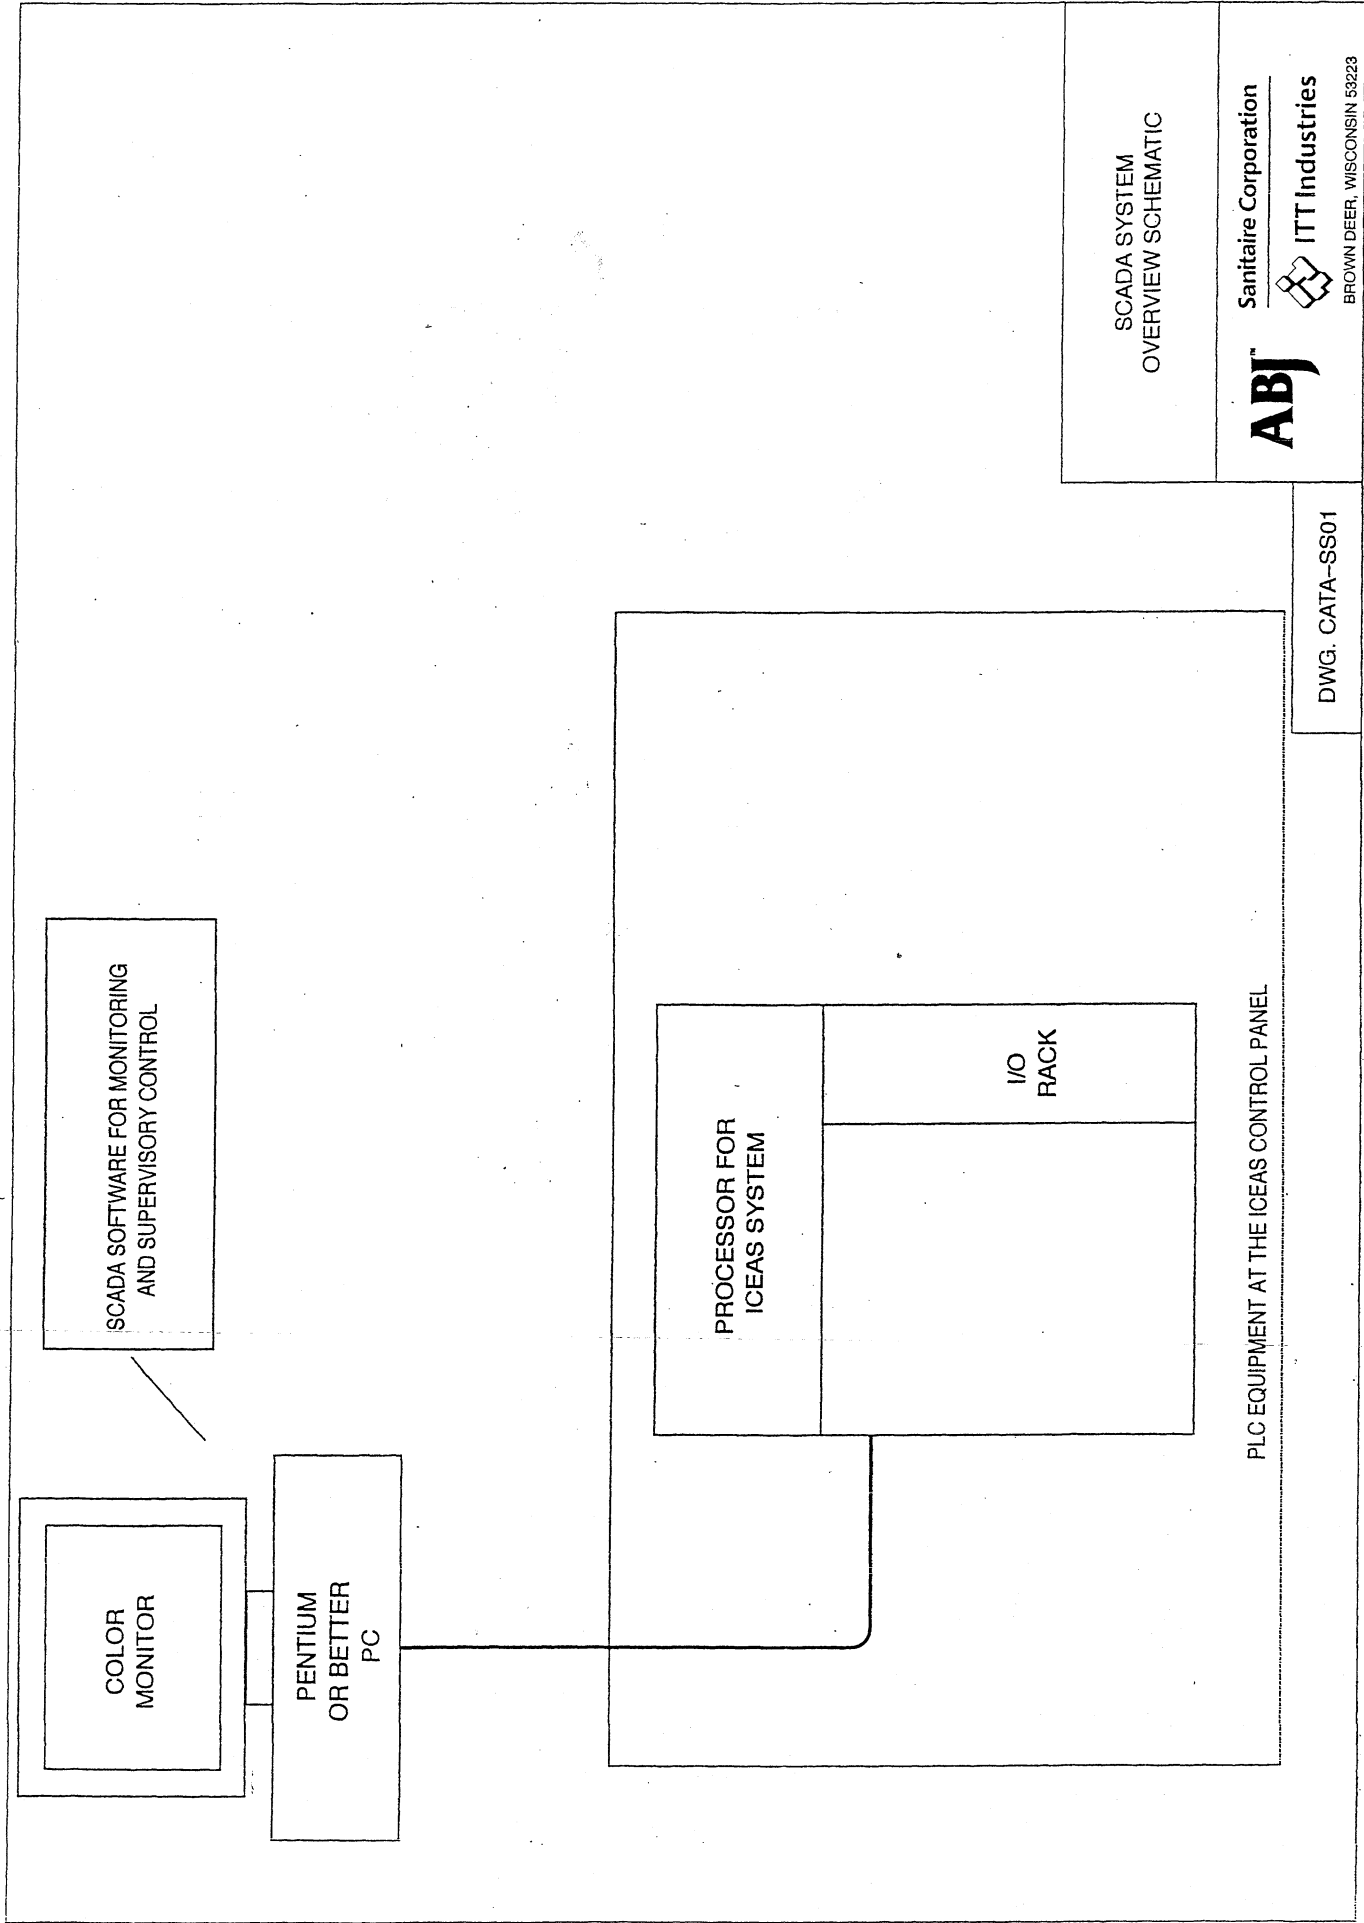 COLOR
MONITOR
PENTIUM
OR BETTER
PC
SCADA SOFTWARE FOR MONITORING
AND SUPERVISORY CONTROL
PROCESSOR FOR
ICEAS SYSTEM
I/O
RACK
PLC EQUIPMENT AT THE ICEAS CONTROL PANEL
DWG. CATA-SS01
SCADA SYSTEM
OVERVIEW SCHEMATIC
ABJ™
Sanitaire Corporation
ITT Industries
BROWN DEER, WISCONSIN 53223